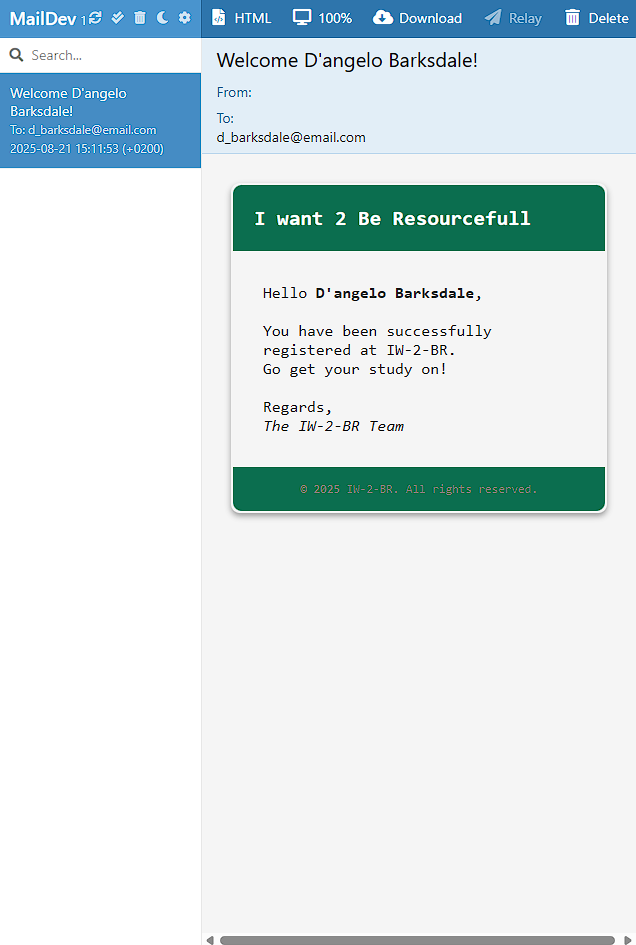 MailDev 1
HTML
100%
Download
Relay
Delete
Search...
Welcome D'angelo
Barksdale!
To: d_barksdale@email.com
2025-08-21 15:11:53 (+0200)
Welcome D'angelo Barksdale!
From:
To:
d_barksdale@email.com
I want 2 Be Resourcefull
Hello D'angelo Barksdale,
You have been successfully
registered at IW-2-BR.
Go get your study on!
Regards,
The IW-2-BR Team
© 2025 IW-2-BR. All rights reserved.